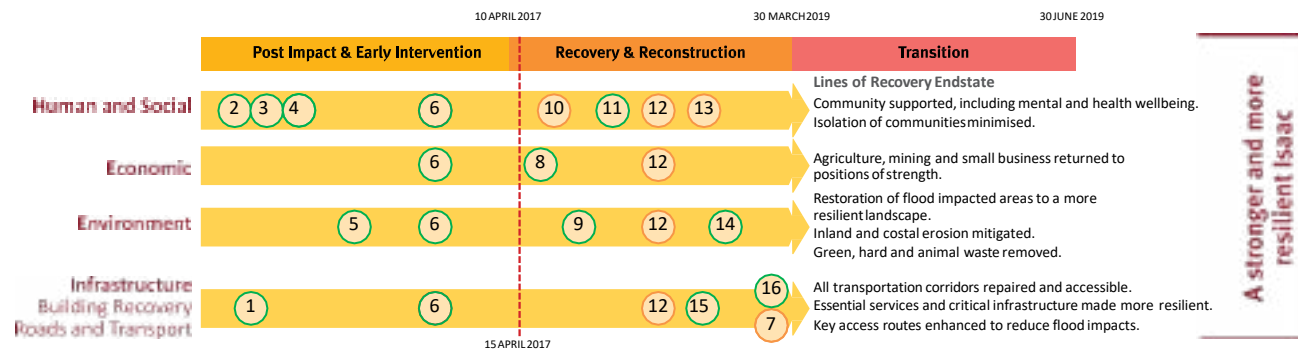 10 APRIL 2017
30 MARCH 2019
30 JUNE 2019
Post Impact & Early Intervention
Recovery & Reconstruction
Transition
Lines of Recovery Endstate
Human and Social
2 3 4 6 10 11 12 13
Community supported, including mental and health wellbeing.
Isolation of communities minimised.
Economic
6 8 12
Agriculture, mining and small business returned to
positions of strength.
Environment
5 6 9 12 14
Restoration of flood impacted areas to a more
resilient landscape.
Inland and costal erosion mitigated.
Green, hard and animal waste removed.
Infrastructure
Building Recovery
Roads and Transport
1 6 12 15 16
7
All transportation corridors repaired and accessible.
Essential services and critical infrastructure made more resilient.
Key access routes enhanced to reduce flood impacts.
15 APRIL 2017
A stronger and more
resilient Isaac